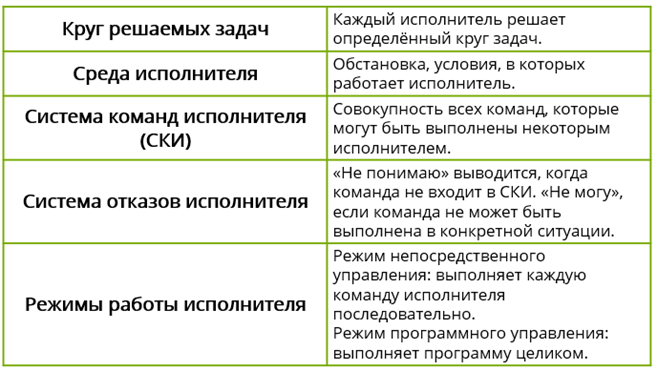 Круг решаемых задач
Каждый исполнитель решает
определённый круг задач.
Среда исполнителя
Обстановка, условия, в которых
работает исполнитель.
Система команд исполнителя
(СКИ)
Совокупность всех команд, которые
могут быть выполнены некоторым
исполнителем.
Система отказов исполнителя
«Не понимаю» выводится, когда
команда не входит в СКИ. «Не могу»,
если команда не может быть
выполнена в конкретной ситуации.
Режимы работы исполнителя
Режим непосредственного
управления: выполняет каждую
команду исполнителя
последовательно.
Режим программного управления:
выполняет программу целиком.